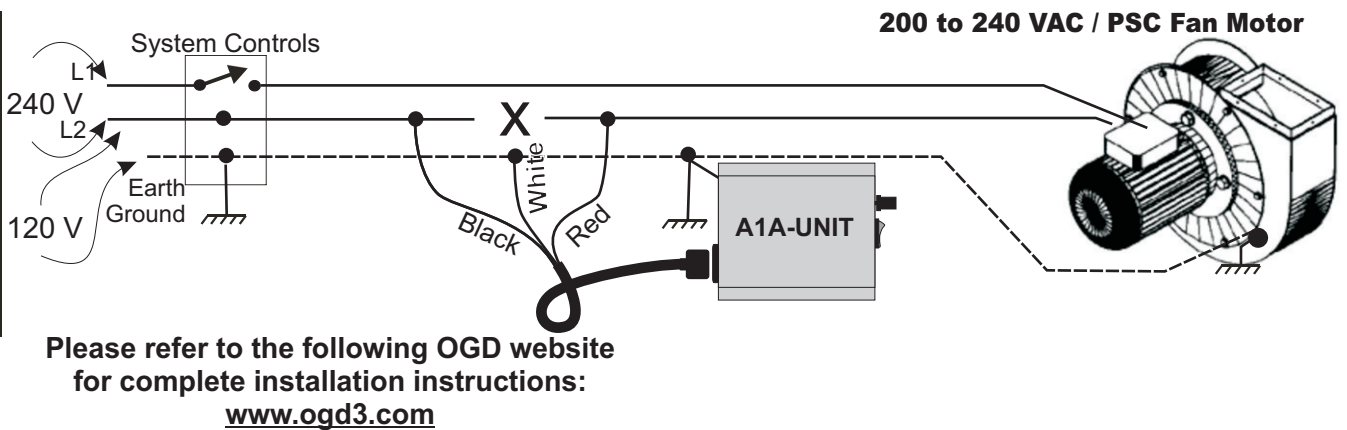 200 to 240 VAC / PSC Fan Motor
System Controls
L1
240 V
L2
X
Earth
Ground
120 V
Black
White
Red
A1A-UNIT
Please refer to the following OGD website
for complete installation instructions:
www.ogd3.com